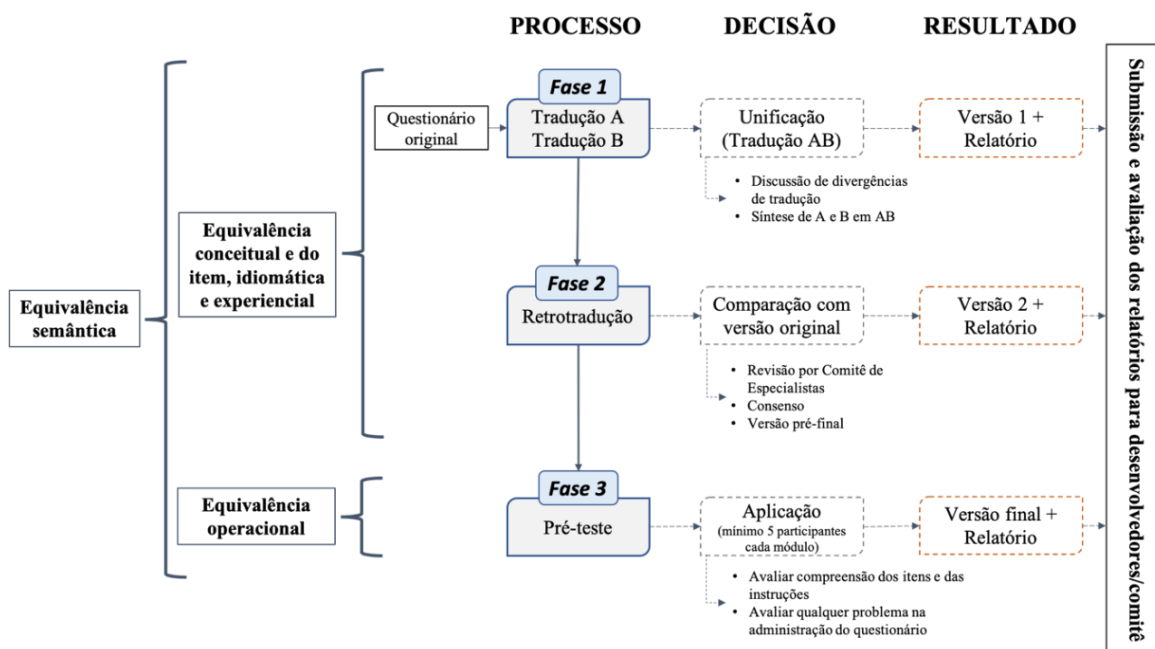 PROCESSO
DECISÃO
RESULTADO
Fase 1
Questionário
original
Tradução A
Tradução B
Unificação
(Tradução AB)
Versão 1 +
Relatório
• Discussão de divergências
de tradução
• Síntese de A e B em AB
Equivalência
conceitual e do
item, idiomática
e experiencial
Equivalência
semântica
Fase 2
Retrotradução
Comparação com
versão original
Versão 2 +
Relatório
• Revisão por Comitê de
Especialistas
• Consenso
• Versão pré-final
Equivalência
operacional
Fase 3
Pré-teste
Aplicação
(mínimo 5 participantes
cada módulo)
Versão final +
Relatório
• Avaliar compreensão dos itens e das
instruções
• Avaliar qualquer problema na
administração do questionário
Submissão e avaliação dos relatórios para desenvolvedores/comitê